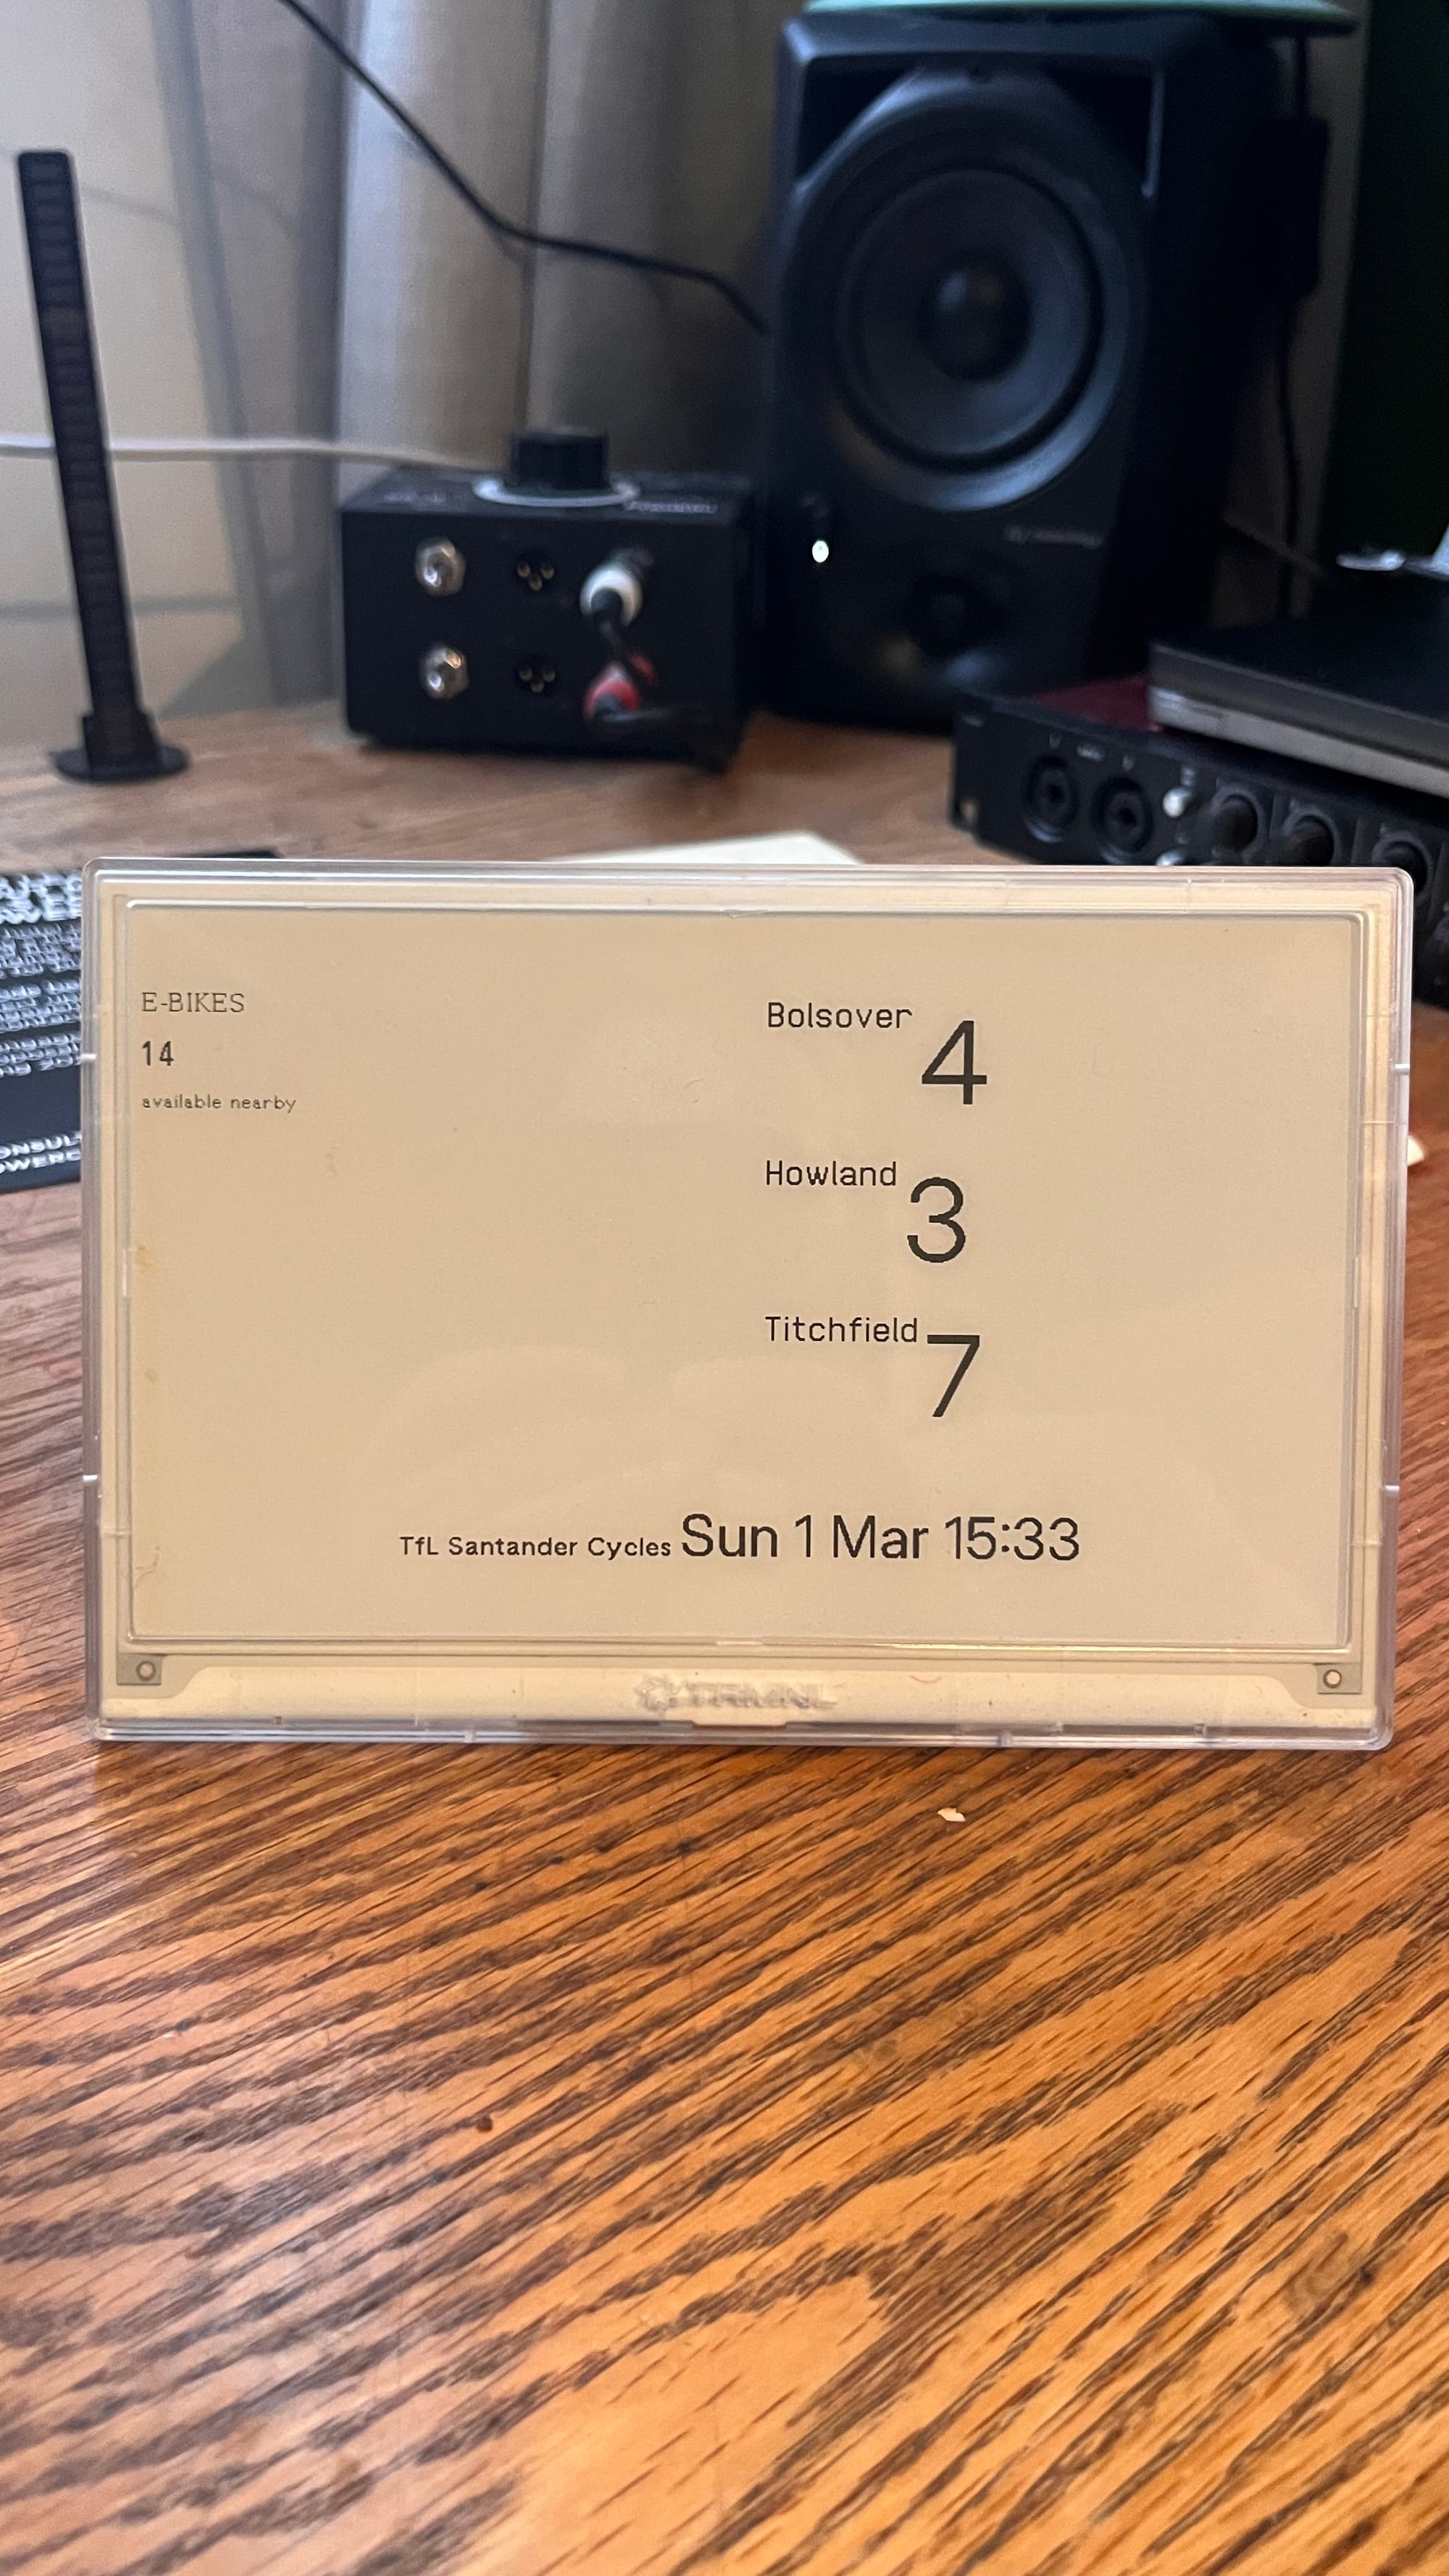 E-BIKES
14
available nearby
Bolsover 4
Howland 3
Titchfield 7
TfL Santander Cycles Sun 1 Mar 15:33
TRMNL